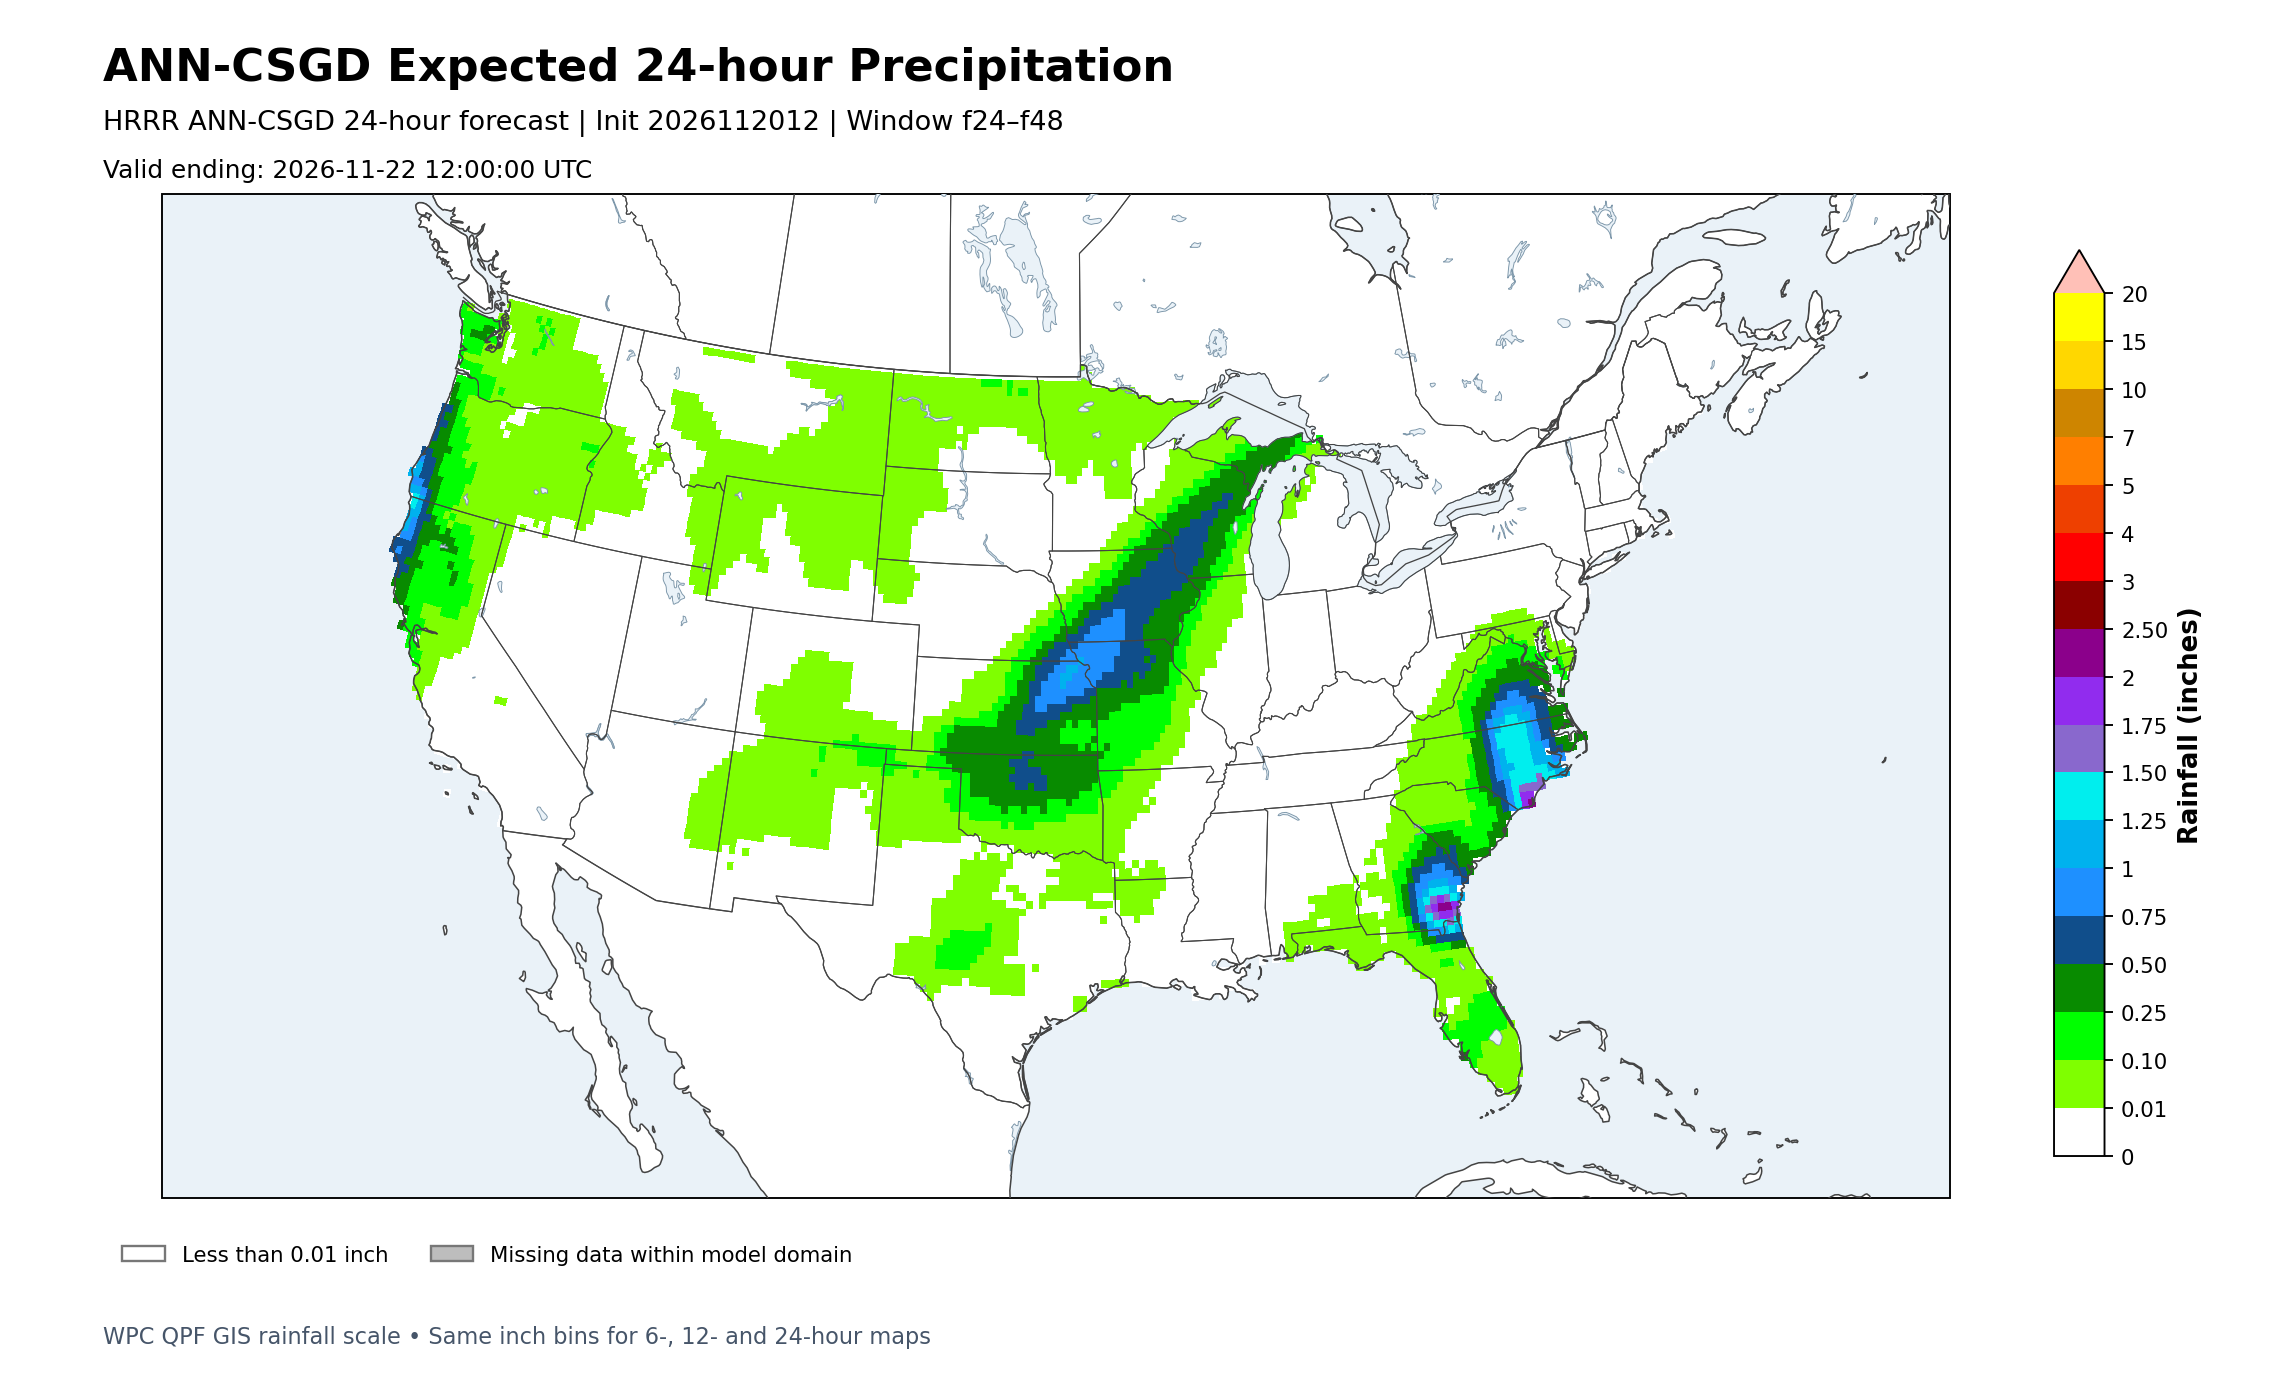 ANN-CSGD Expected 24-hour Precipitation
HRRR ANN-CSGD 24-hour forecast | Init 2026112012 | Window f24–f48
Valid ending: 2026-11-22 12:00:00 UTC
20
15
10
7
5
4
3
2.50
2
1.75
1.50
1.25
1
0.75
0.50
0.25
0.10
0.01
0
Rainfall (inches)
Less than 0.01 inch
Missing data within model domain
WPC QPF GIS rainfall scale • Same inch bins for 6-, 12- and 24-hour maps